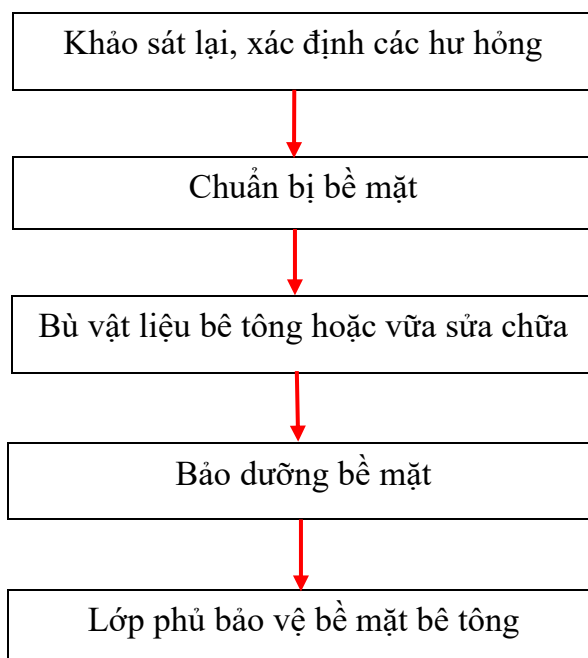 Khảo sát lại, xác định các hư hỏng
Chuẩn bị bề mặt
Bù vật liệu bê tông hoặc vữa sửa chữa
Bảo dưỡng bề mặt
Lớp phủ bảo vệ bề mặt bê tông